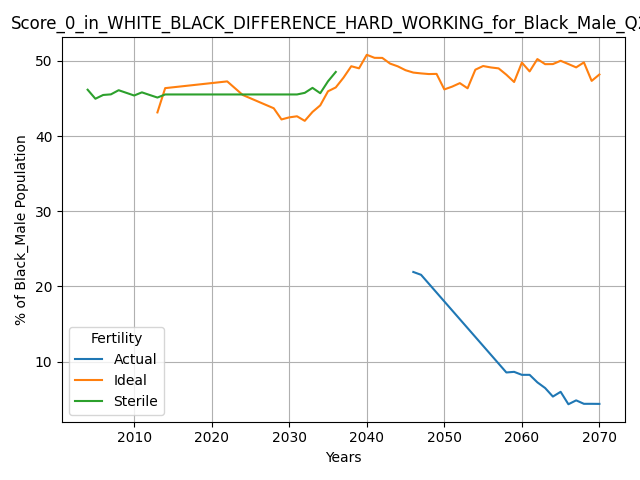 Score_0_in_WHITE_BLACK_DIFFERENCE_HARD_WORKING_for_Black_Male_Q
% of Black_Male Population
50
40
30
20
10
Fertility
Actual
Ideal
Sterile
2010 2020 2030 2040 2050 2060 2070
Years